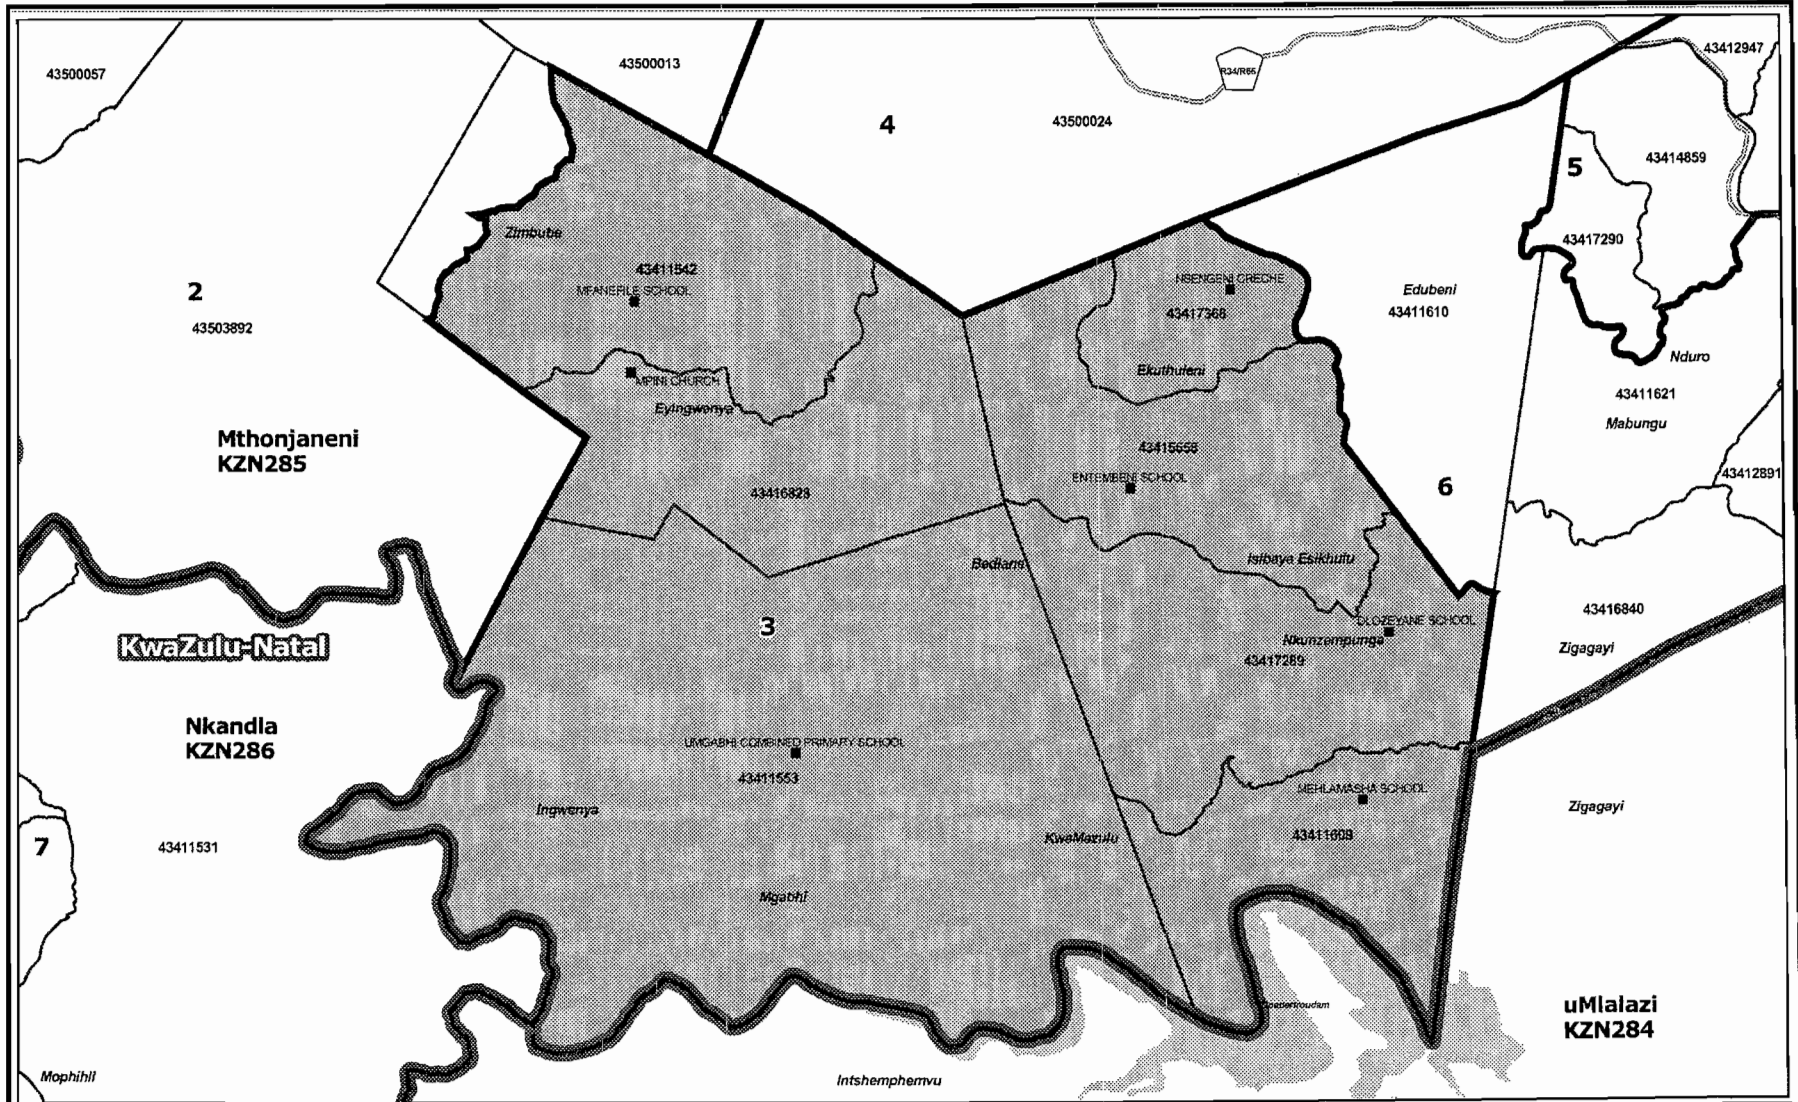 43412947
43500013
43500057
R34/R66
4
43500024
43414859
5
Zimbube
43417290
43411542
NSENGENI CRECHE
2
MFANEFILE SCHOOL
Edubeni
43417368
43411610
43503892
Nduro
Ekuthuleni
MPINI CHURCH
43411621
Eyingwenya
Mabungu
Mthonjaneni
KZN285
43412891
ENTEMBENI SCHOOL
6
43416823
Isibaya Esikhulu
43416840
DLOZEYANE SCHOOL
3
KwaZulu-Natal
Nkunzempunga
Zigagayi
43417289
Nkandla
KZN286
UMGABHI COMBINED PRIMARY SCHOOL
43411553
MEHLAMASHA SCHOOL
Ingwenya
Zigagayi
43411609
KwaMazulu
7
43411531
Mgabhi
uMlalazi
KZN284
Mophihli
Intshemphemvu